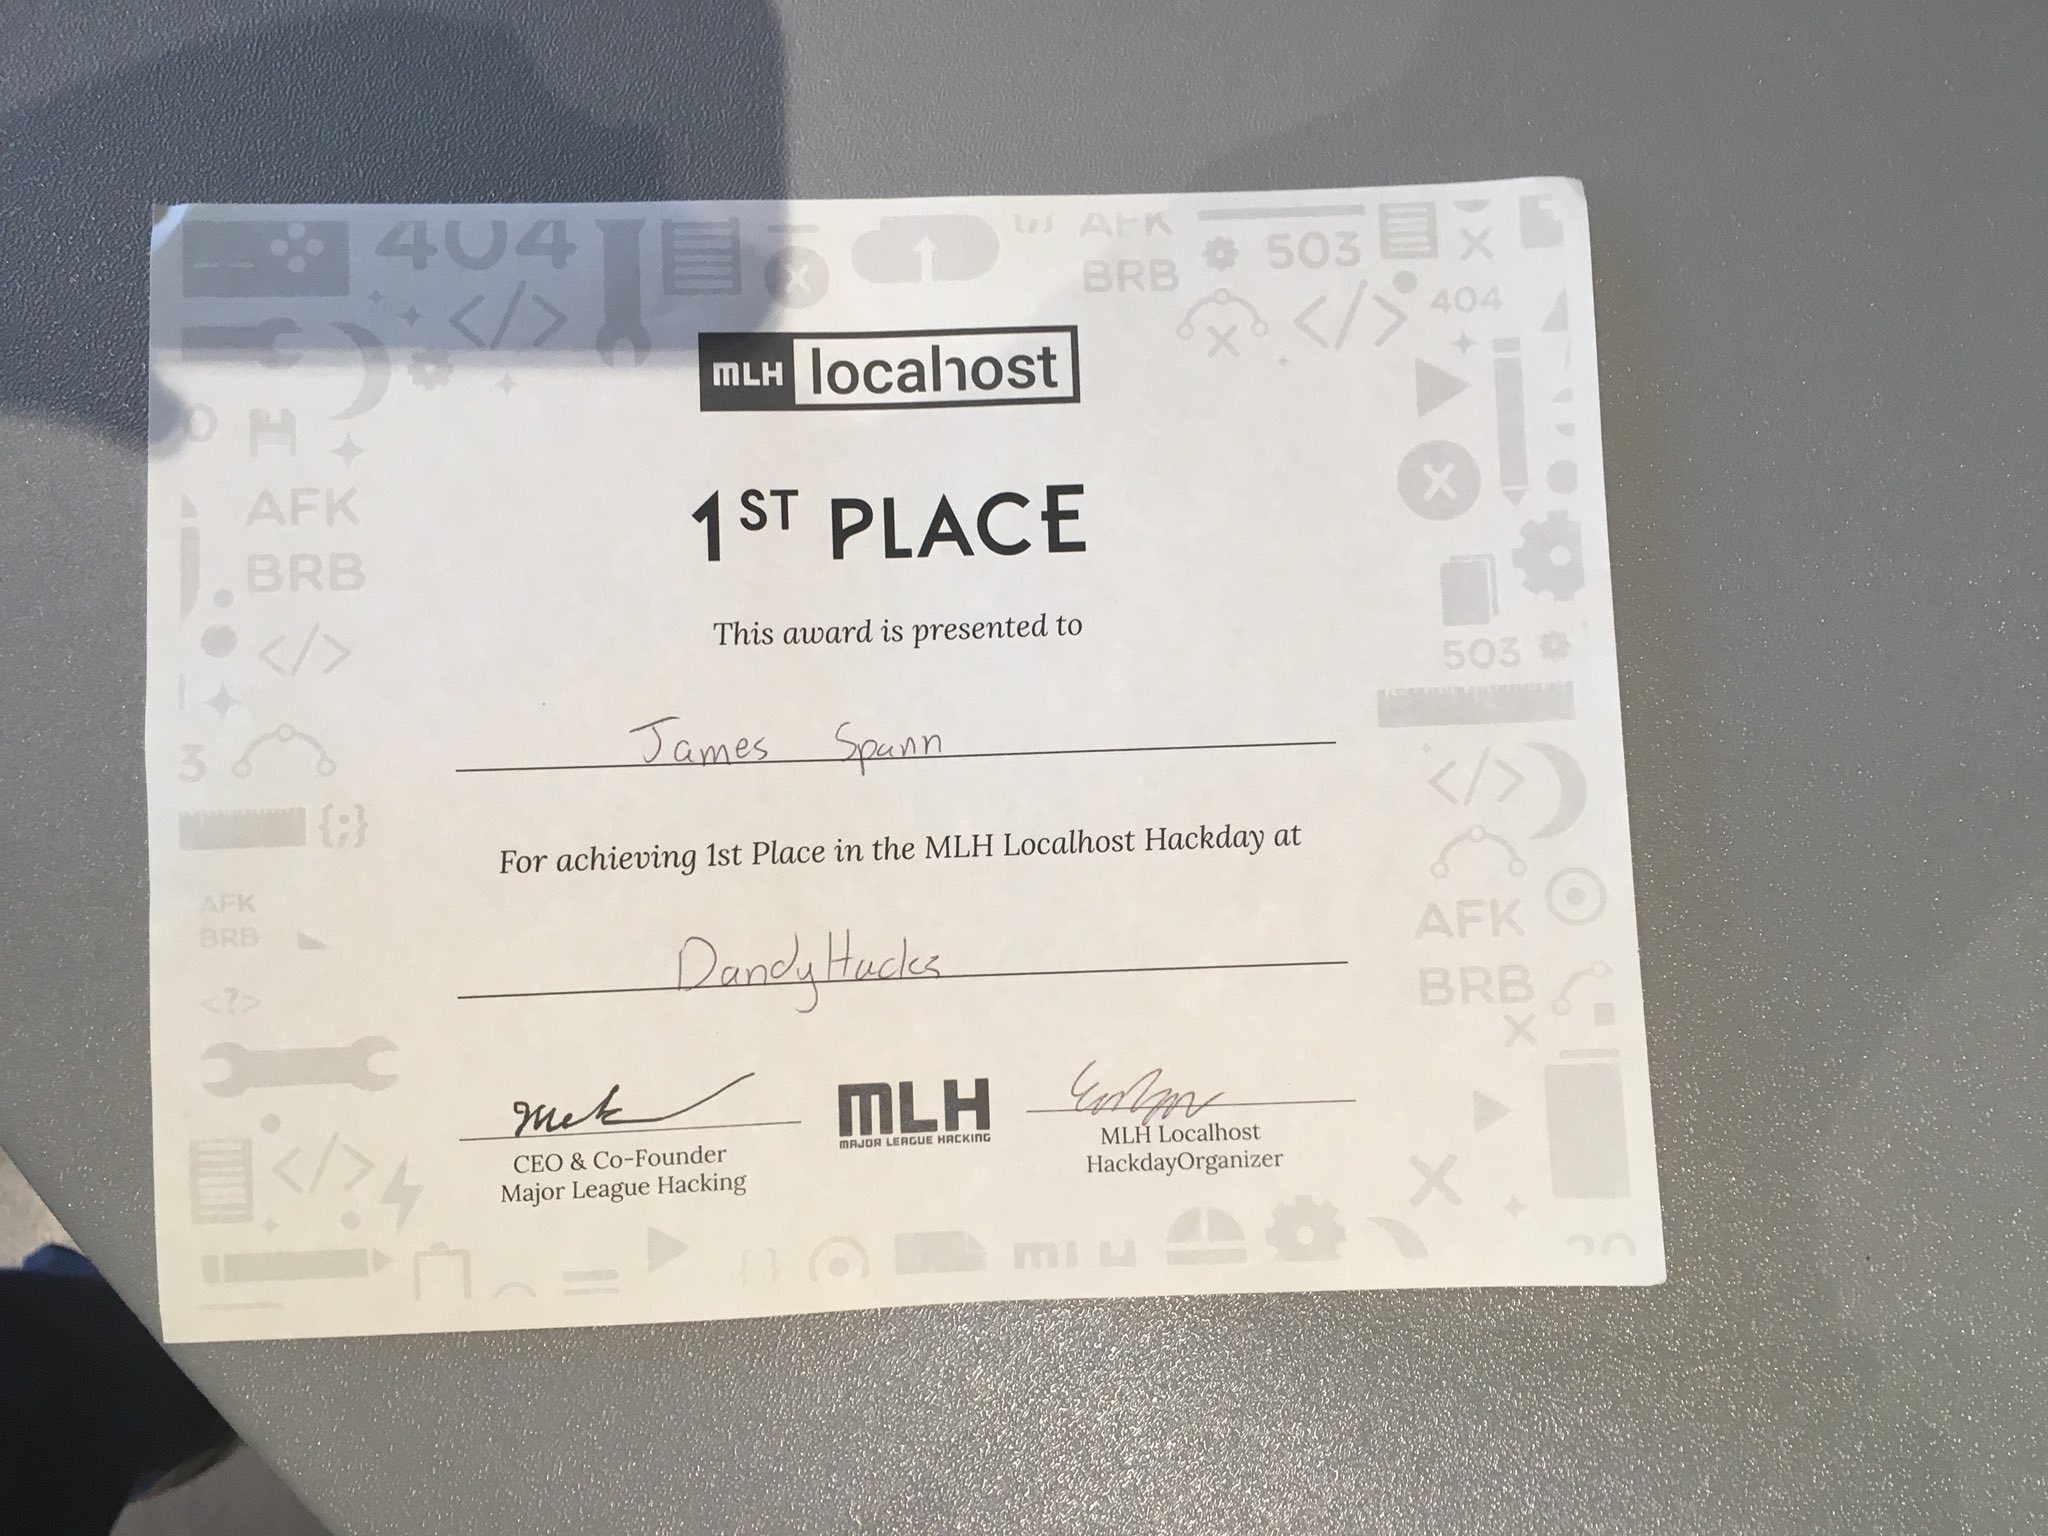 404
AFK
BRB
503
404
MLH locahost
1ST PLACE
AFK
BRB
This award is presented to
503
James Spann
3
{;}
For achieving 1st Place in the MLH Localhost Hackday at
AFK
BRB
AFK
BRB
DandyHacks
<?>
MLH
MAJOR LEAGUE HACKING
CEO & Co-Founder
Major League Hacking
MLH Localhost
HackdayOrganizer